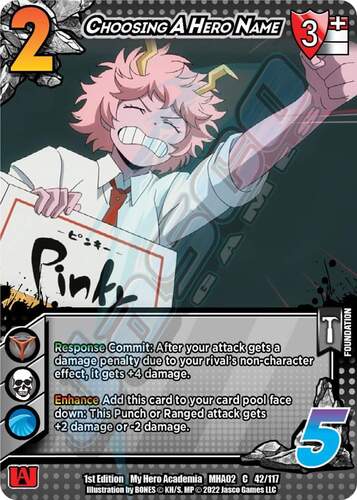 2
CHOOSING A HERO NAME
3
+
ピンキー
Pinky
FOUNDATION
Response Commit: After your attack gets a
damage penalty due to your rival's non-character
effect, it gets +4 damage.
Enhance Add this card to your card pool face
down: This Punch or Ranged attack gets
+2 damage or -2 damage.
5
UA
1st Edition My Hero Academia MHA02 C 42/117
Illustration by BONES © KH/S. MP © 2022 Jasco Games LLC